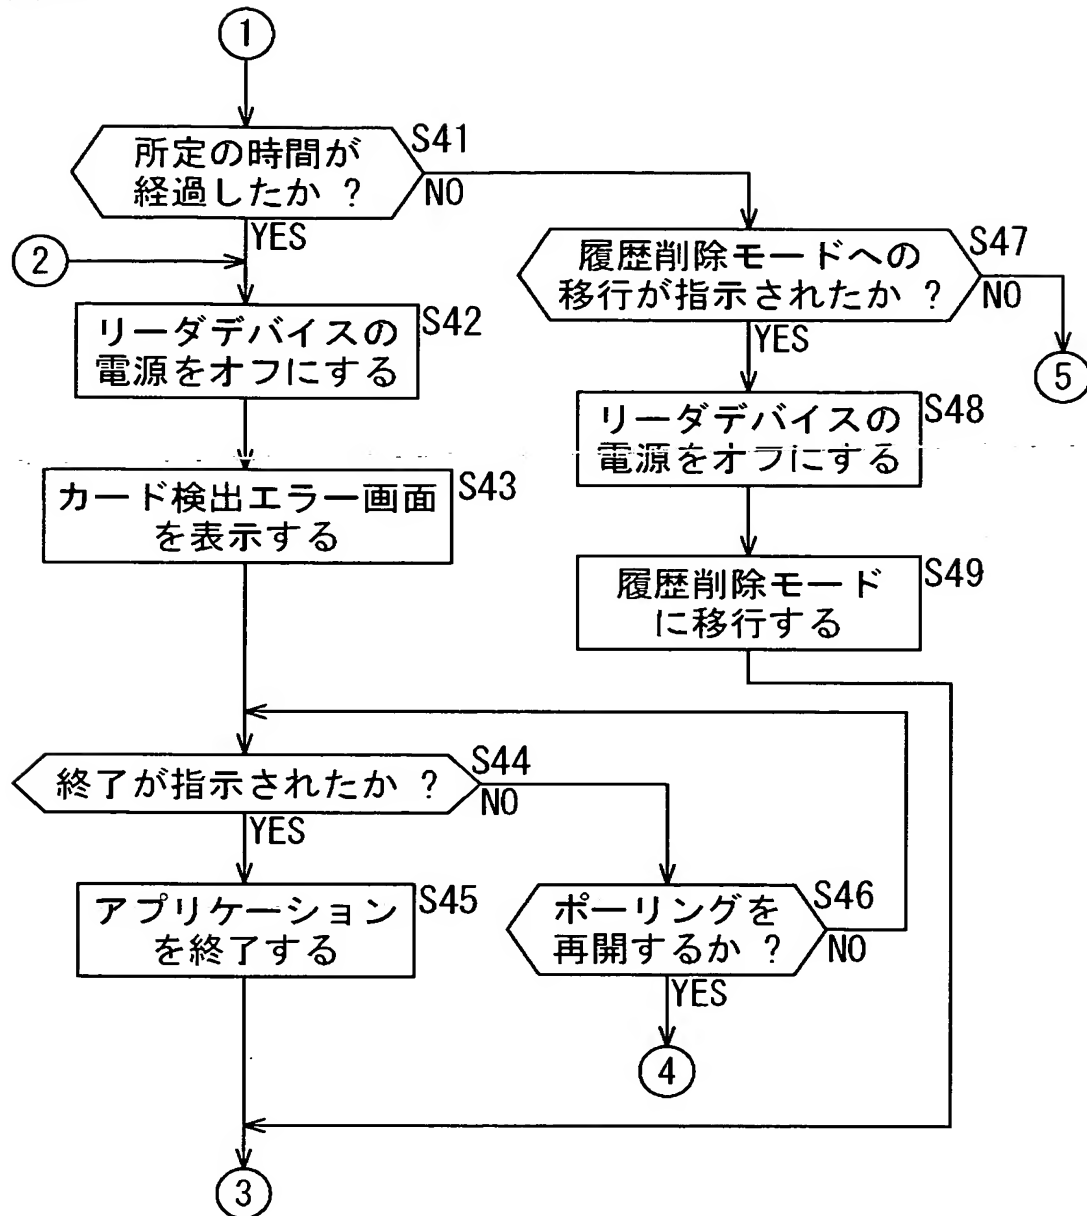 1
所定の時間が
経過したか ?
S41
NO
YES
2
リーダデバイスの
電源をオフにする
S42
カード検出エラー画面
を表示する
S43
履歴削除モードへの
移行が指示されたか ?
S47
NO
YES
5
リーダデバイスの
電源をオフにする
S48
履歴削除モード
に移行する
S49
終了が指示されたか ?
S44
NO
YES
アプリケーション
を終了する
S45
ポーリングを
再開するか ?
S46
NO
YES
4
3